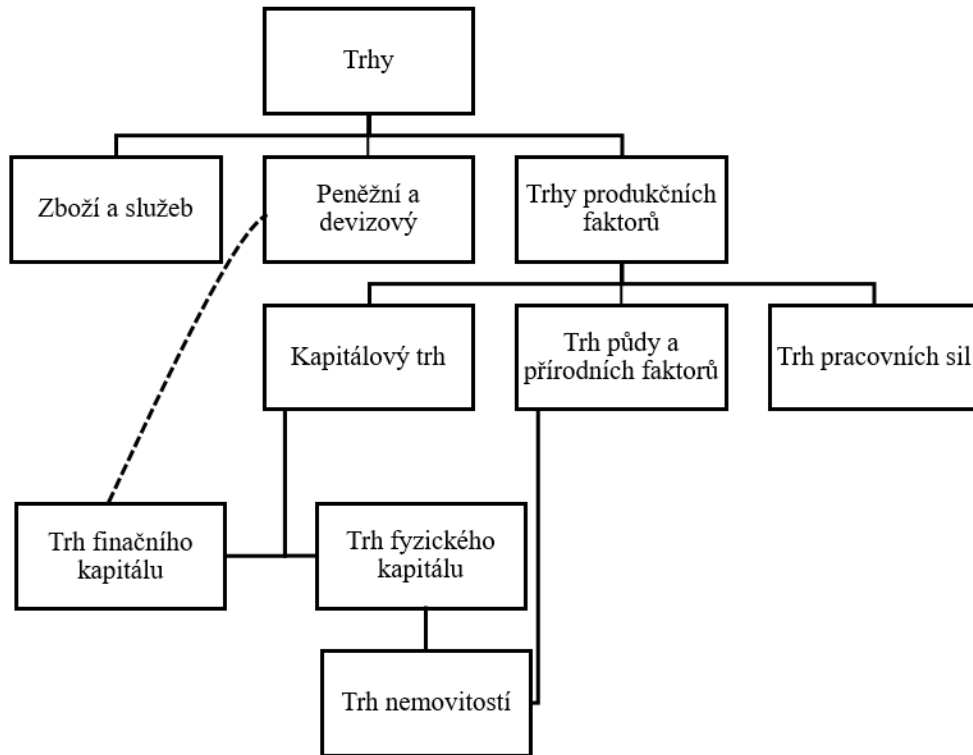 Trhy
Zboží a služeb
Peněžní a
devizový
Trhy produkčních
faktorů
Kapitálový trh
Trh půdy a
přírodních faktorů
Trh pracovních sil
Trh finačního
kapitálu
Trh fyzického
kapitálu
Trh nemovitostí